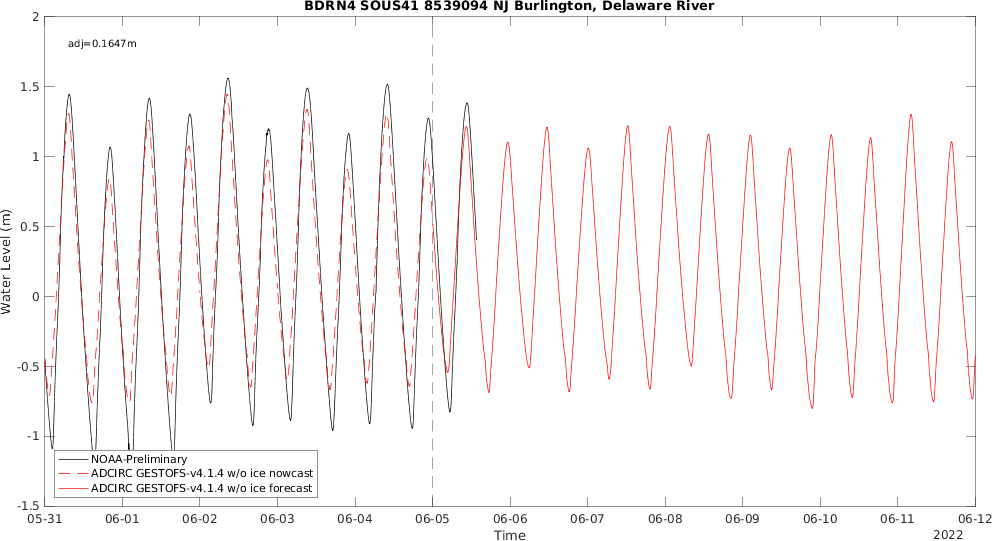 BDRN4 SOUS41 8539094 NJ Burlington, Delaware River
adj=0.1647m
2
1.5
1
0.5
0
-0.5
-1
-1.5
Water Level (m)
NOAA-Preliminary
ADCIRC GESTOFS-v4.1.4 w/o ice nowcast
ADCIRC GESTOFS-v4.1.4 w/o ice forecast
05-31 06-01 06-02 06-03 06-04 06-05 06-06 06-07 06-08 06-09 06-10 06-11 06-12
Time
2022